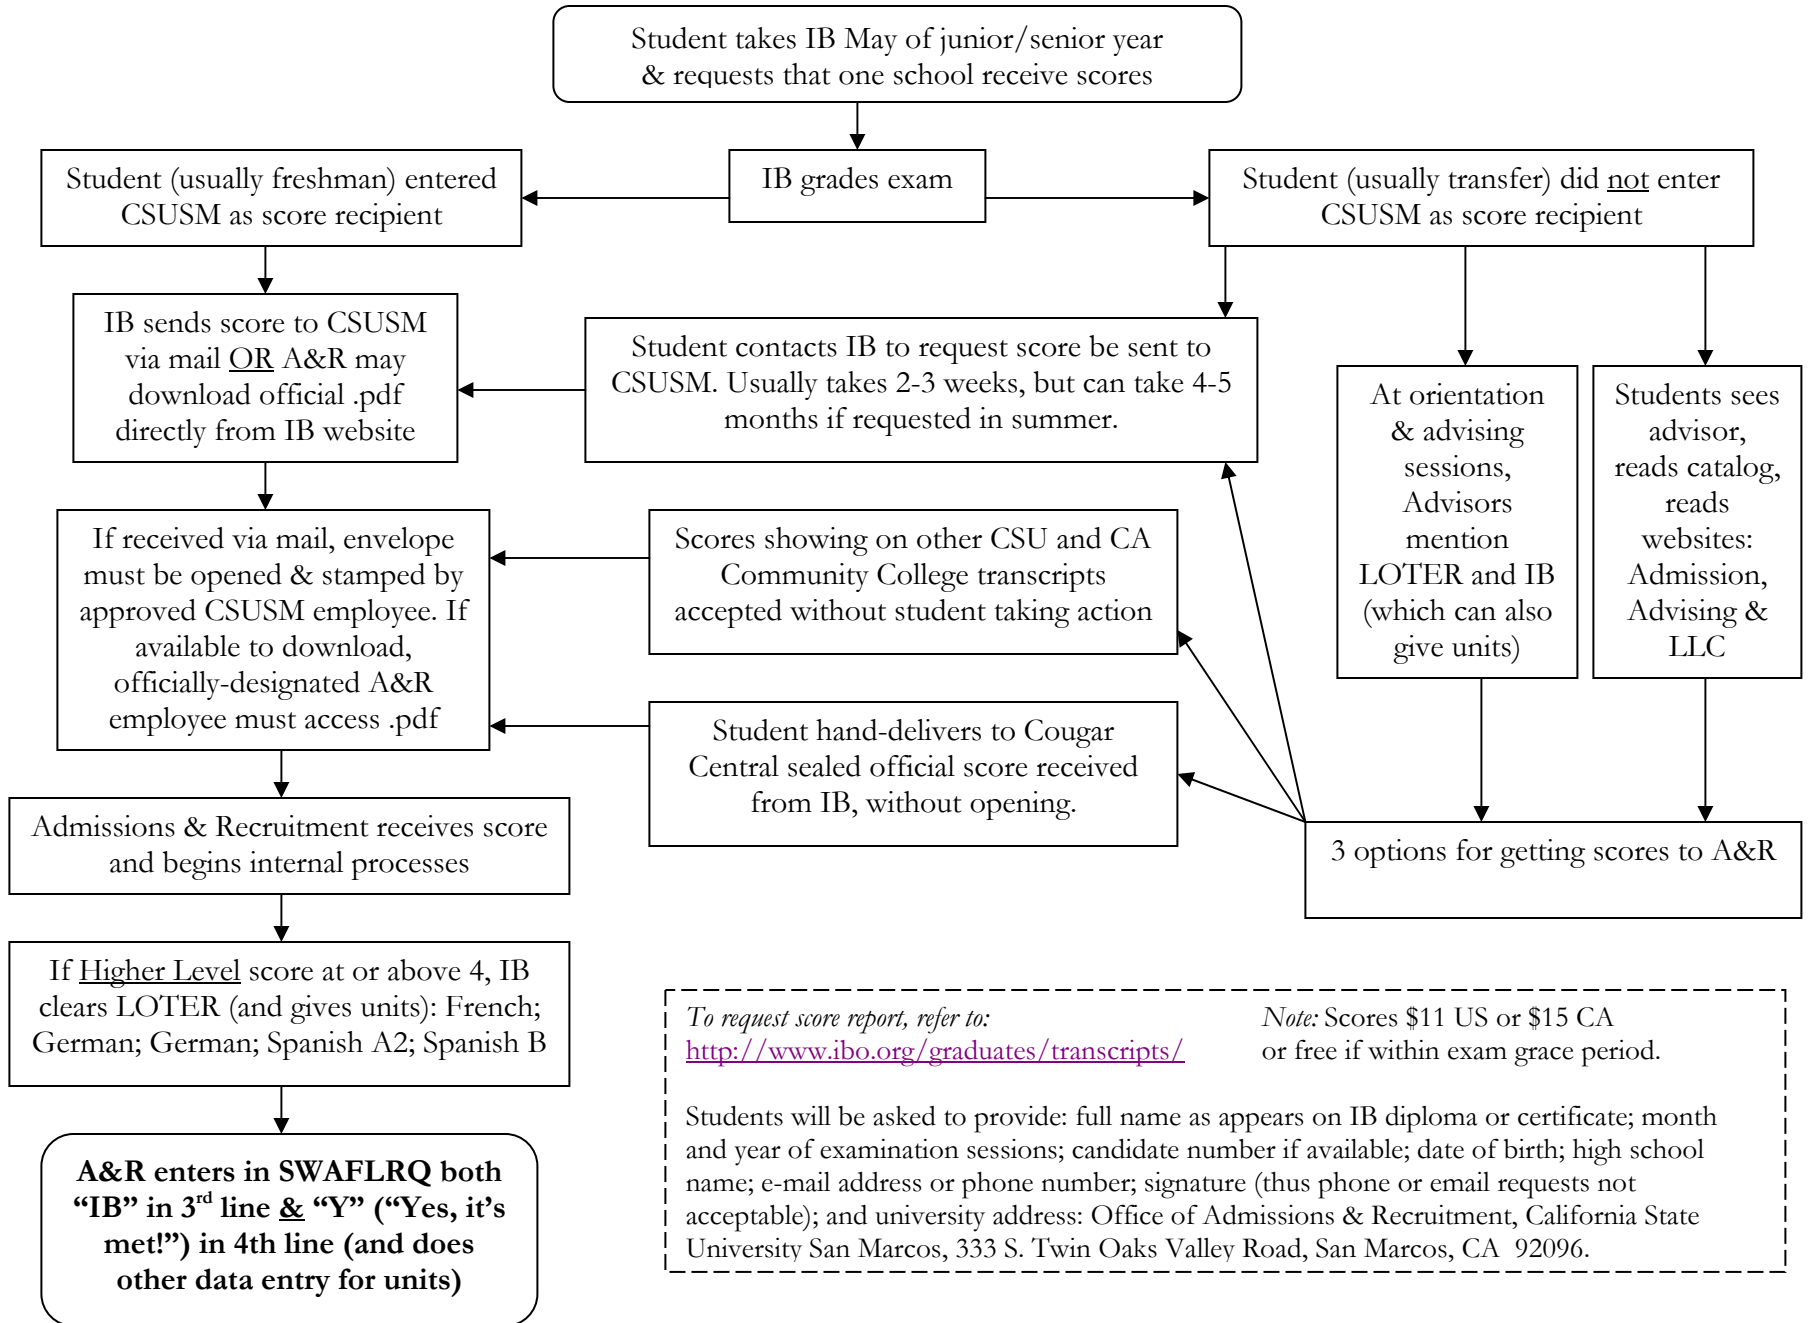 Student takes IB May of junior/senior year
& requests that one school receive scores
Student (usually freshman) entered
CSUSM as score recipient
IB grades exam
Student (usually transfer) did not enter
CSUSM as score recipient
IB sends score to CSUSM
via mail OR A&R may
download official .pdf
directly from IB website
Student contacts IB to request score be sent to
CSUSM. Usually takes 2-3 weeks, but can take 4-5
months if requested in summer.
At orientation
& advising
sessions,
Advisors
mention
LOTER and IB
(which can also
give units)
Students sees
advisor,
reads catalog,
reads
websites:
Admission,
Advising &
LLC
If received via mail, envelope
must be opened & stamped by
approved CSUSM employee. If
available to download,
officially-designated A&R
employee must access .pdf
Scores showing on other CSU and CA
Community College transcripts
accepted without student taking action
Student hand-delivers to Cougar
Central sealed official score received
from IB, without opening.
3 options for getting scores to A&R
Admissions & Recruitment receives score
and begins internal processes
If Higher Level score at or above 4, IB
clears LOTER (and gives units): French;
German; German; Spanish A2; Spanish B
A&R enters in SWAFLRQ both
“IB” in 3rd line & “Y” (“Yes, it’s
met!”) in 4th line (and does
other data entry for units)
To request score report, refer to:
http://www.ibo.org/graduates/transcripts/
Note: Scores $11 US or $15 CA
or free if within exam grace period.
Students will be asked to provide: full name as appears on IB diploma or certificate; month
and year of examination sessions; candidate number if available; date of birth; high school
name; e-mail address or phone number; signature (thus phone or email requests not
acceptable); and university address: Office of Admissions & Recruitment, California State
University San Marcos, 333 S. Twin Oaks Valley Road, San Marcos, CA 92096.